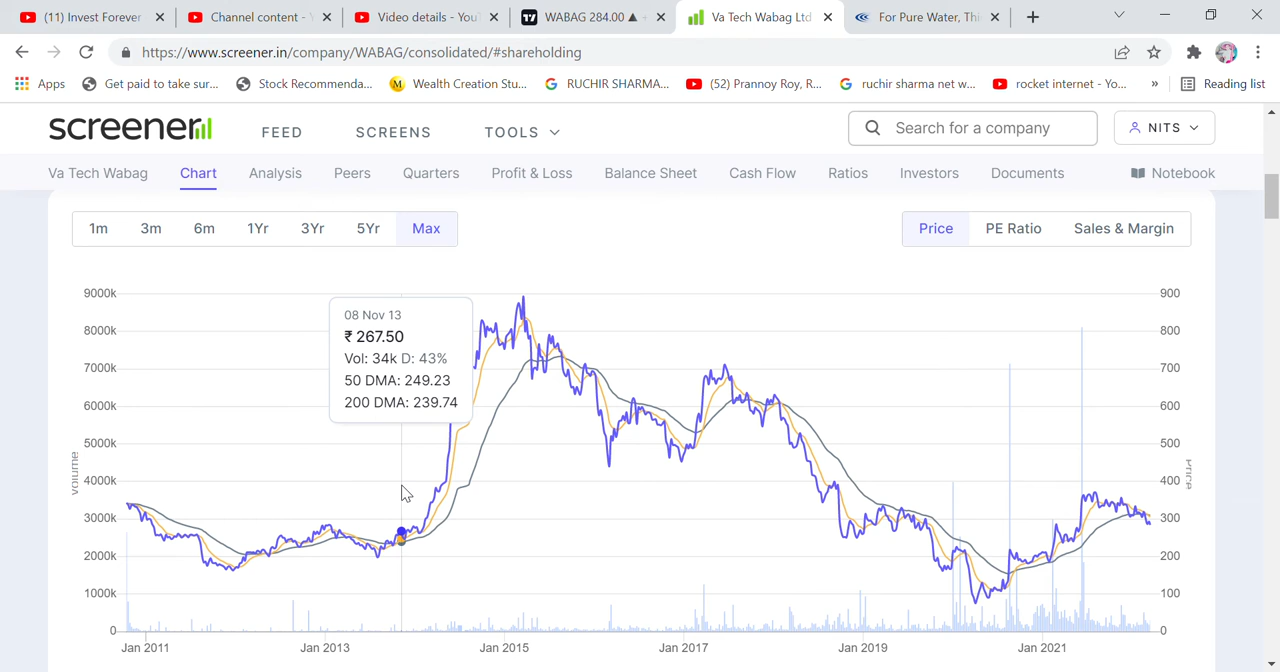 (11) Invest Forever
Channel content -
Video details - You
WABAG 284.00 ▲
Va Tech Wabag Ltd
For Pure Water, Thi
https://www.screener.in/company/WABAG/consolidated/#shareholding
Apps
Get paid to take sur...
Stock Recommenda...
Wealth Creation Stu...
RUCHIR SHARMA...
(52) Prannoy Roy, R...
ruchir sharma net w...
rocket internet - Yo...
»
Reading list
screener
FEED
SCREENS
TOOLS
Search for a company
NITS
Va Tech Wabag
Chart
Analysis
Peers
Quarters
Profit & Loss
Balance Sheet
Cash Flow
Ratios
Investors
Documents
Notebook
1m
3m
6m
1Yr
3Yr
5Yr
Max
Price
PE Ratio
Sales & Margin
9000k
8000k
7000k
6000k
5000k
4000k
3000k
2000k
1000k
0
Volume
08 Nov 13
₹ 267.50
Vol: 34k D: 43%
50 DMA: 249.23
200 DMA: 239.74
900
800
700
600
500
400
300
200
100
0
Price
Jan 2011
Jan 2013
Jan 2015
Jan 2017
Jan 2019
Jan 2021